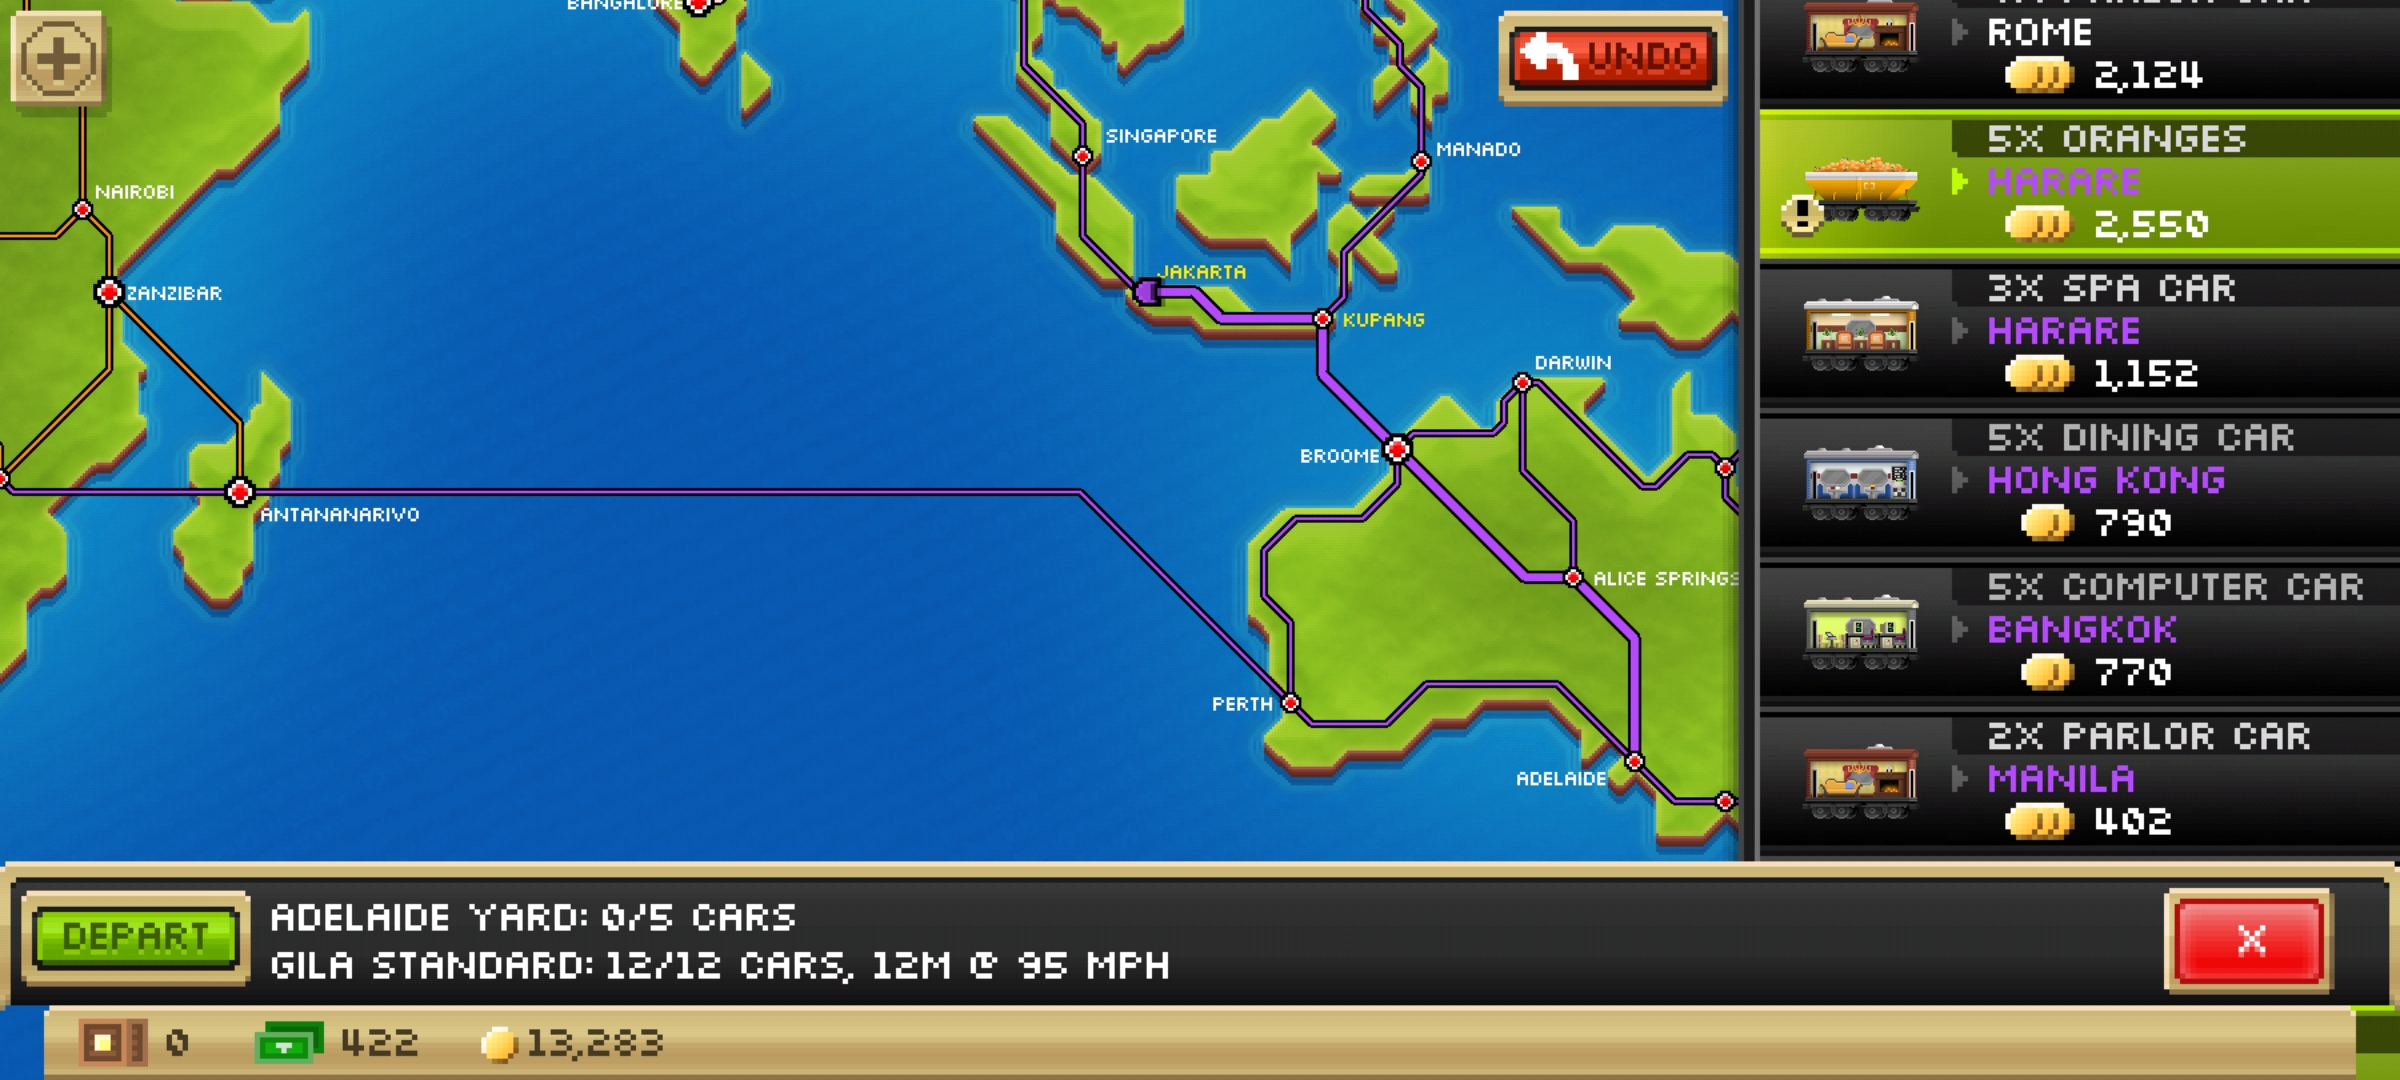 BANGALORE
UNDO
NAIROBI
ZANZIBAR
ANTANANARIVO
SINGAPORE
MANADO
JAKARTA
KUPANG
DARWIN
BROOME
ALICE SPRINGS
PERTH
ADELAIDE
ROME
2,124
5X ORANGES
HARARE
2,550
3X SPA CAR
HARARE
1,152
5X DINING CAR
HONG KONG
790
5X COMPUTER CAR
BANGKOK
770
2X PARLOR CAR
MANILA
402
DEPART
ADELAIDE YARD: 0/5 CARS
GILA STANDARD: 12/12 CARS, 12M @ 95 MPH
X
0
422
13,283